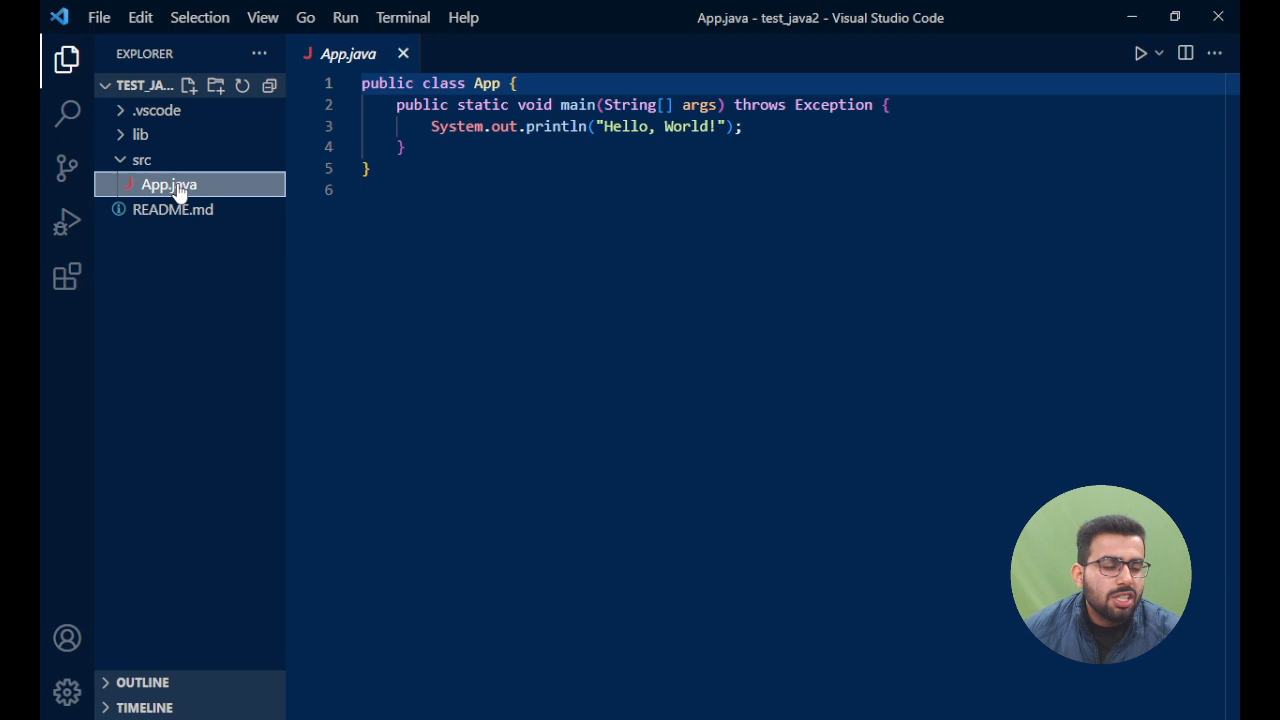 File Edit Selection View Go Run Terminal Help
App.java - test_java2 - Visual Studio Code
EXPLORER
TEST_JA...
.vscode
lib
src
App.java
README.md
OUTLINE
TIMELINE
J App.java
1 public class App {
2 public static void main(String[] args) throws Exception {
3 System.out.println("Hello, World!");
4 }
5 }
6